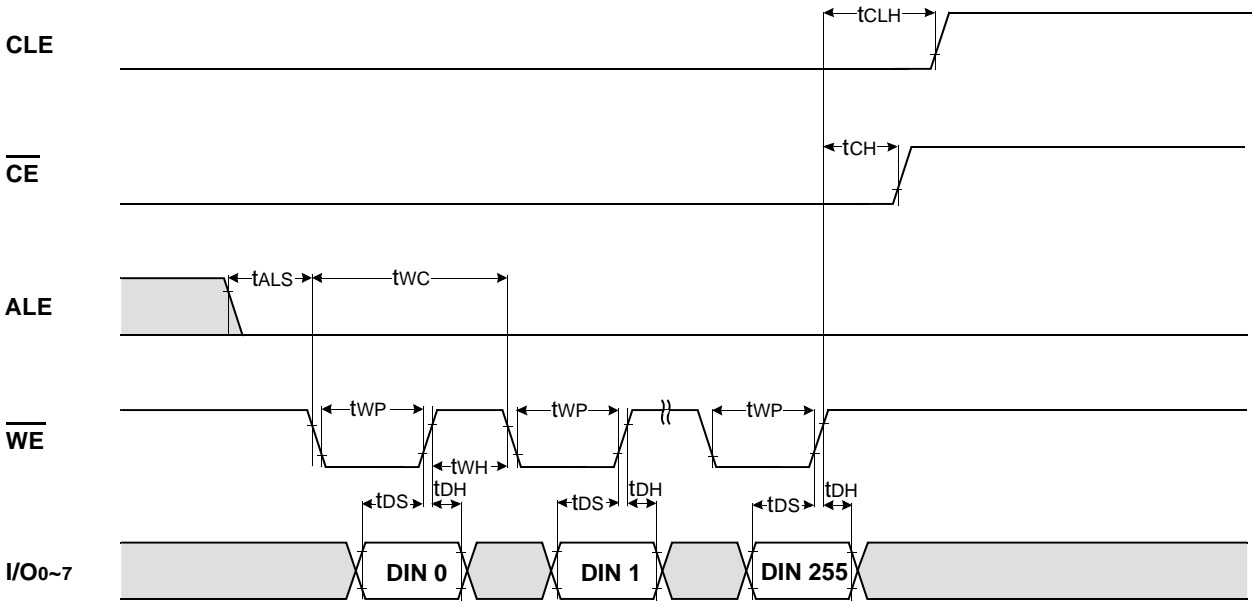 CLE
tCLH
CE
tCH
ALE
tALS
tWC
WE
tWP
tWP
tWP
tWH
tDS
tDH
tDS
tDH
tDS
tDH
I/O0~7
DIN 0
DIN 1
DIN 255